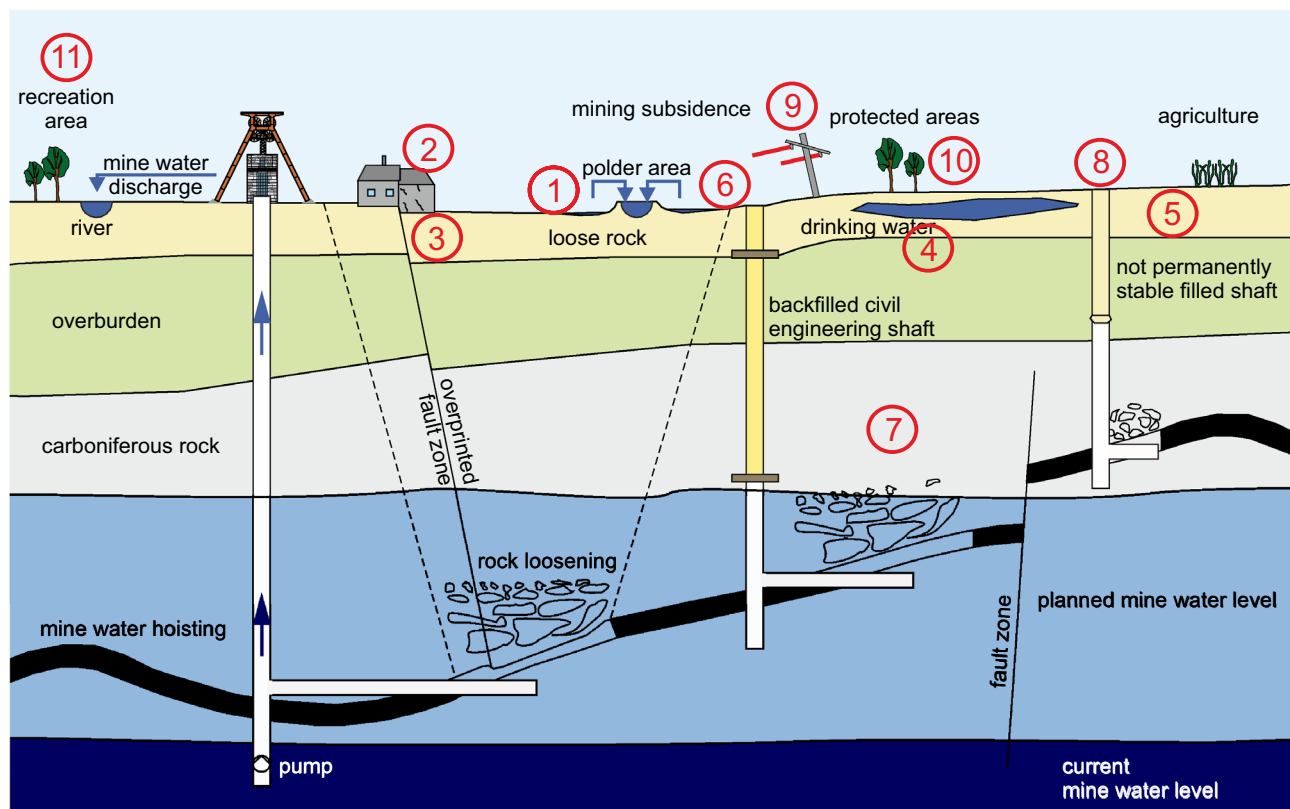 11
recreation
area
mine water
discharge
river
2
3
mining subsidence
9
protected areas
10
agriculture
1
polder area
6
8
5
loose rock
drinking water
4
not permanently
stable filled shaft
overburden
backfilled civil
engineering shaft
overprinted
fault zone
carboniferous rock
7
rock loosening
mine water hoisting
planned mine water level
fault zone
pump
current
mine water level